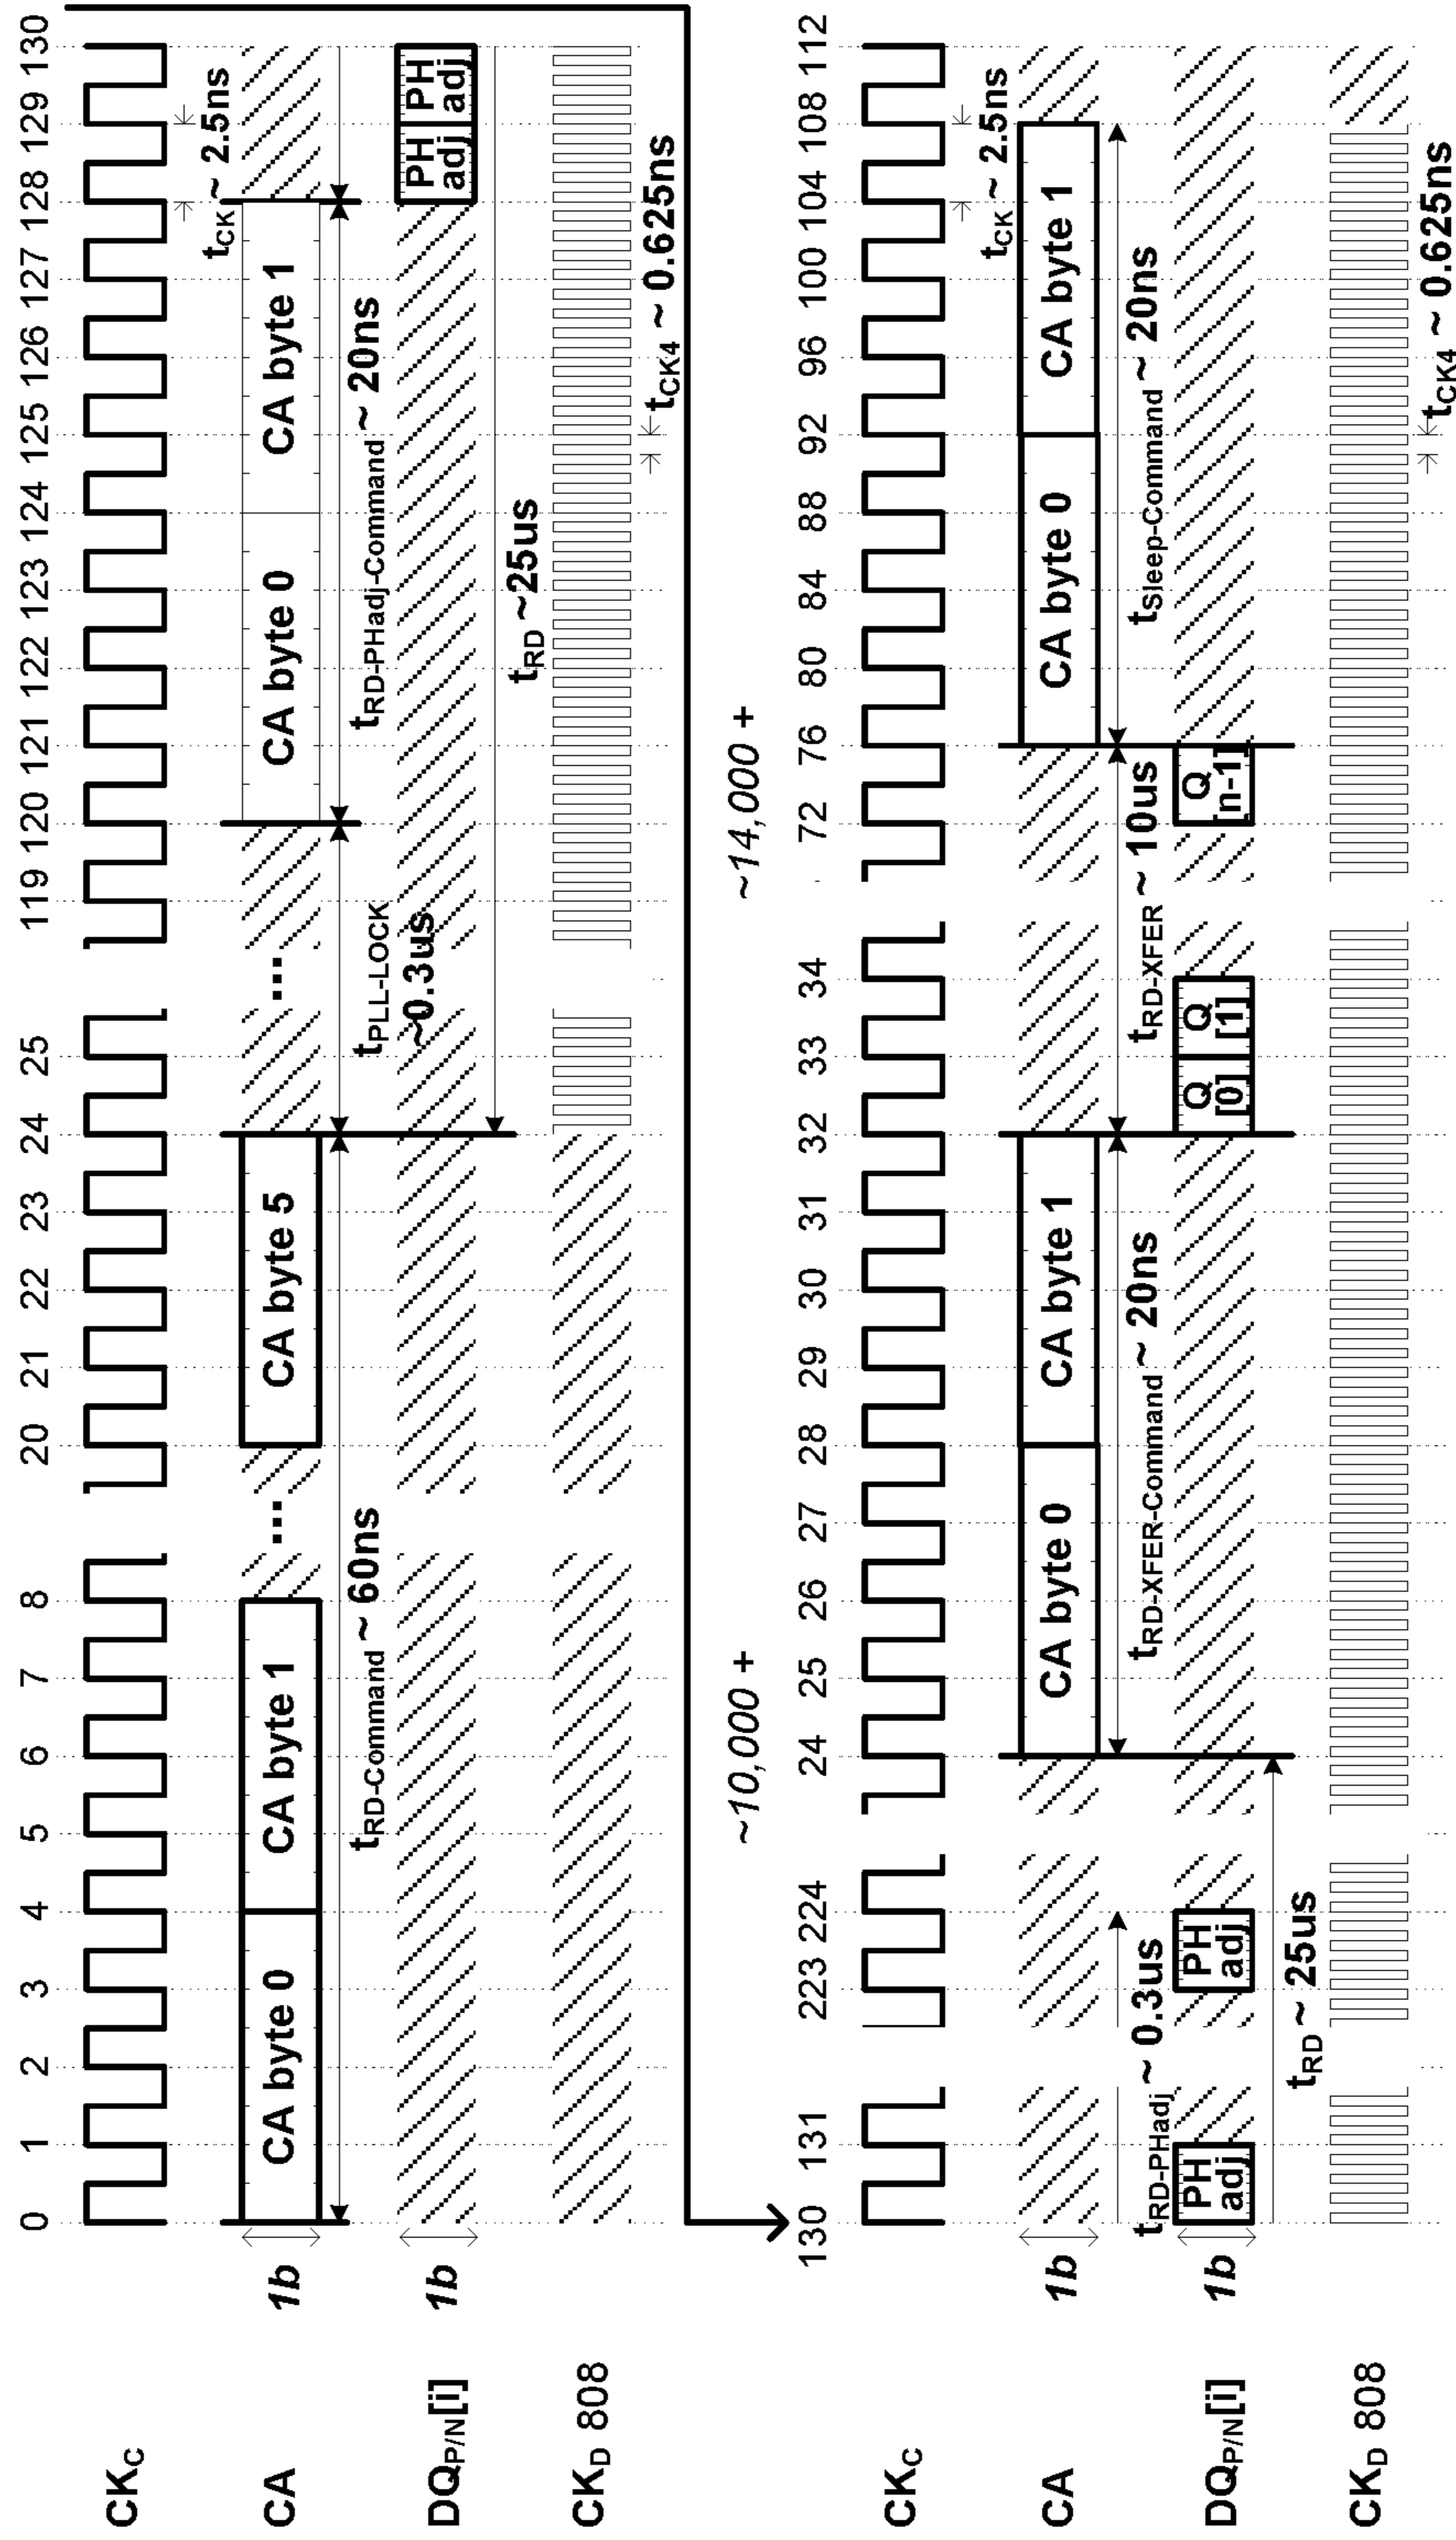 0 1 2 3 4 5 6 7 8 20 21 22 23 24 25 119 120 121 122 123 124 125 126 127 128 129 130
CKC
tCK ~ 2.5ns
1b
CA
CA byte 0
CA byte 1
...
CA byte 5
...
CA byte 0
CA byte 1
tRD-Command ~ 60ns
tPLL-LOCK
~0.3us
tRD-PHadj-Command ~ 20ns
1b
DQP/N[i]
PH adj
PH adj
tRD ~25us
CKD 808
tCK4 ~ 0.625ns
~10,000 +
~14,000 +
130 131 223 224 24 25 26 27 28 29 30 31 32 33 34 72 76 80 84 88 92 96 100 104 108 112
CKC
tCK ~ 2.5ns
1b
CA
CA byte 0
CA byte 1
CA byte 0
CA byte 1
tRD-PHadj ~ 0.3us
tRD-XFER-Command ~ 20ns
tRD-XFER ~ 10us
tSleep-Command ~ 20ns
1b
DQP/N[i]
PH adj
PH adj
Q [0]
Q [1]
Q [n-1]
tRD ~ 25us
CKD 808
tCK4 ~ 0.625ns